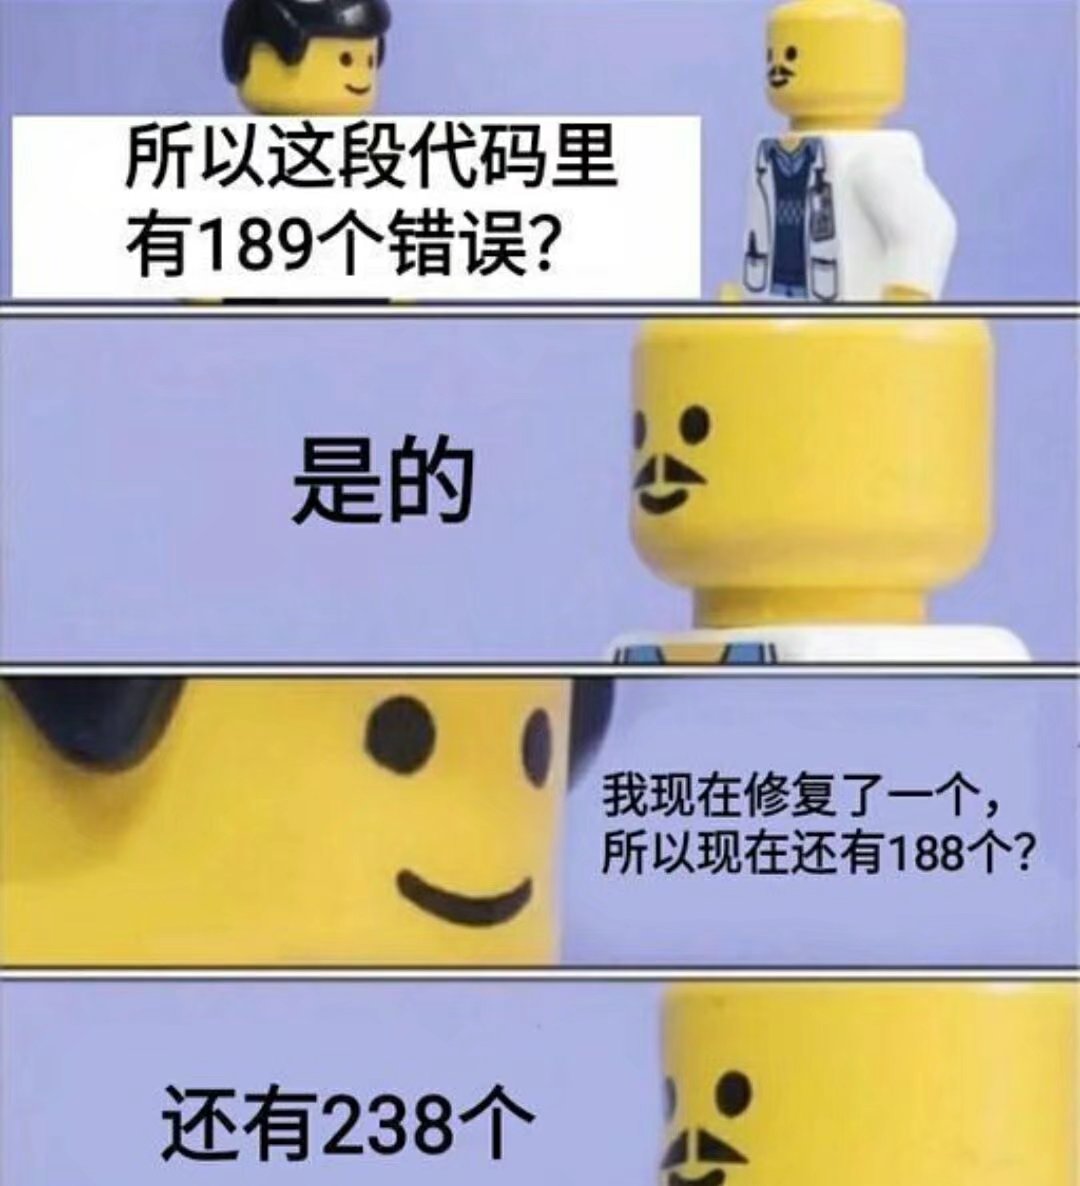 所以这段代码里
有189个错误？
是的
我现在修复了一个，
所以现在还有188个？
还有238个